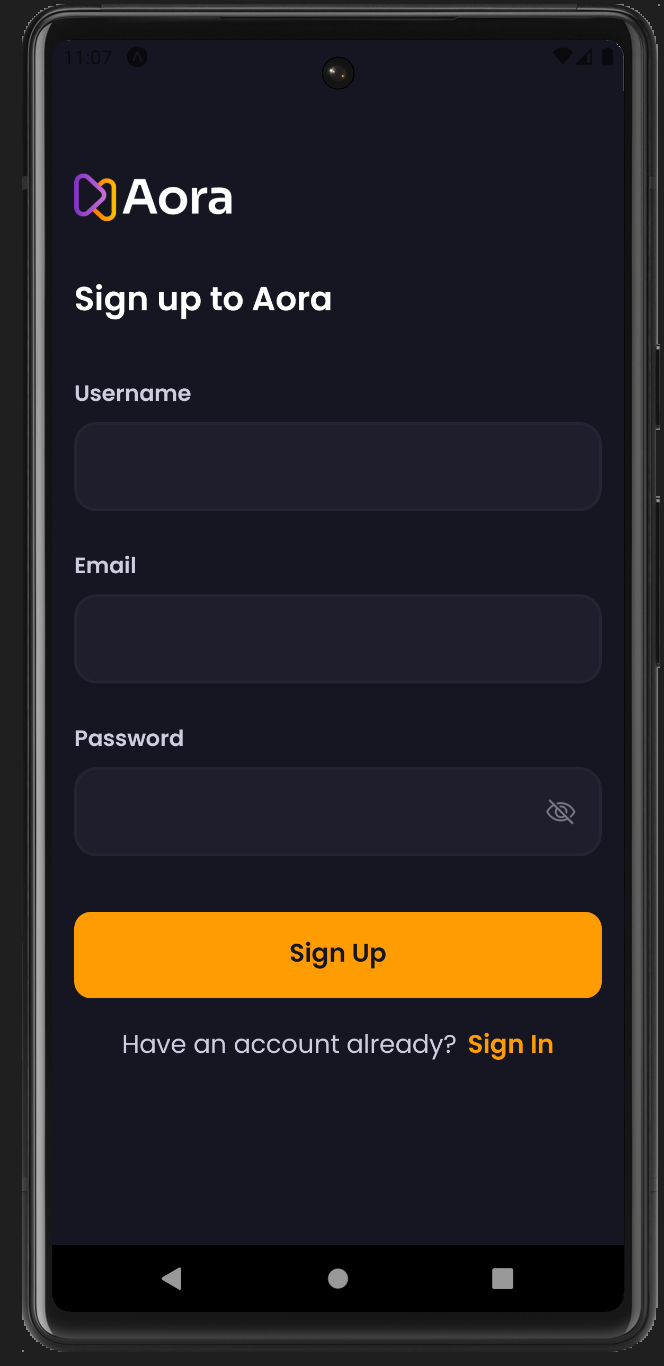 11:07
Aora
Sign up to Aora
Username
Email
Password
Sign Up
Have an account already? Sign In